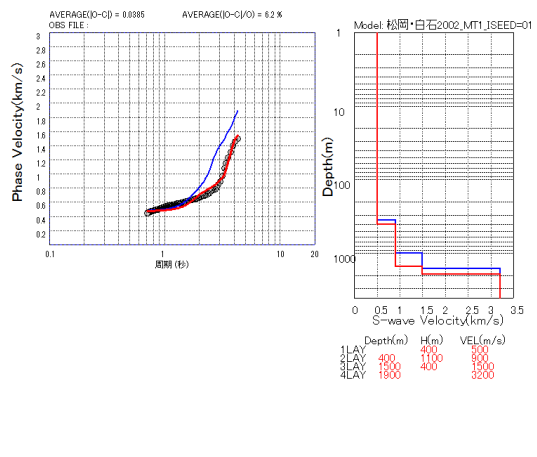 AVERAGE(|O-C|) = 0.0385 AVERAGE(|O-C|/O) = 6.2 %
OBS FILE :
Model: 松岡・白石2002_MT1_ISEED=01
Phase Velocity(km/s)
3
2.8
2.6
2.4
2.2
2
1.8
1.6
1.4
1.2
1
0.8
0.6
0.4
0.2
0.1 1 10 20
周期 (秒)
Depth(m)
1
10
100
1000
0 0.5 1 1.5 2 2.5 3 3.5
S-wave Velocity(km/s)
Depth(m) H(m) VEL(m/s)
1LAY 400 500
2LAY 400 1100 900
3LAY 1500 400 1500
4LAY 1900 3200